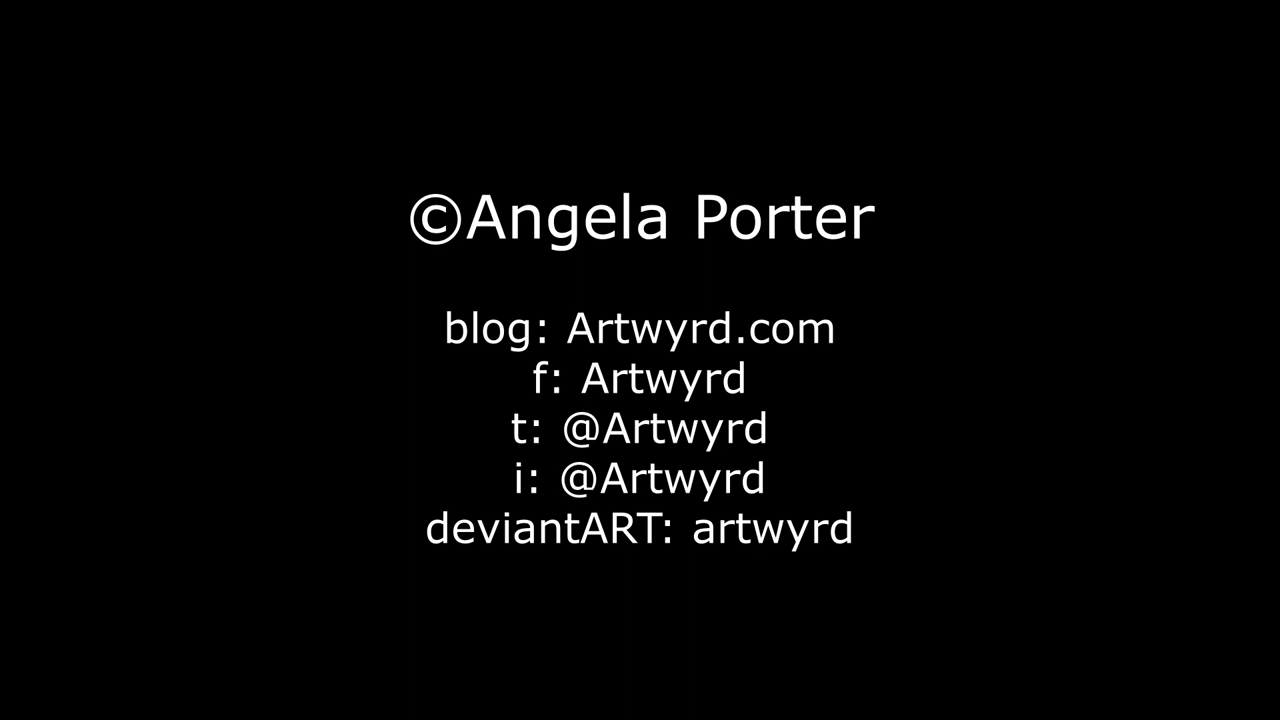 ©Angela Porter
blog: Artwyrd.com
f: Artwyrd
t: @Artwyrd
i: @Artwyrd
deviantART: artwyrd